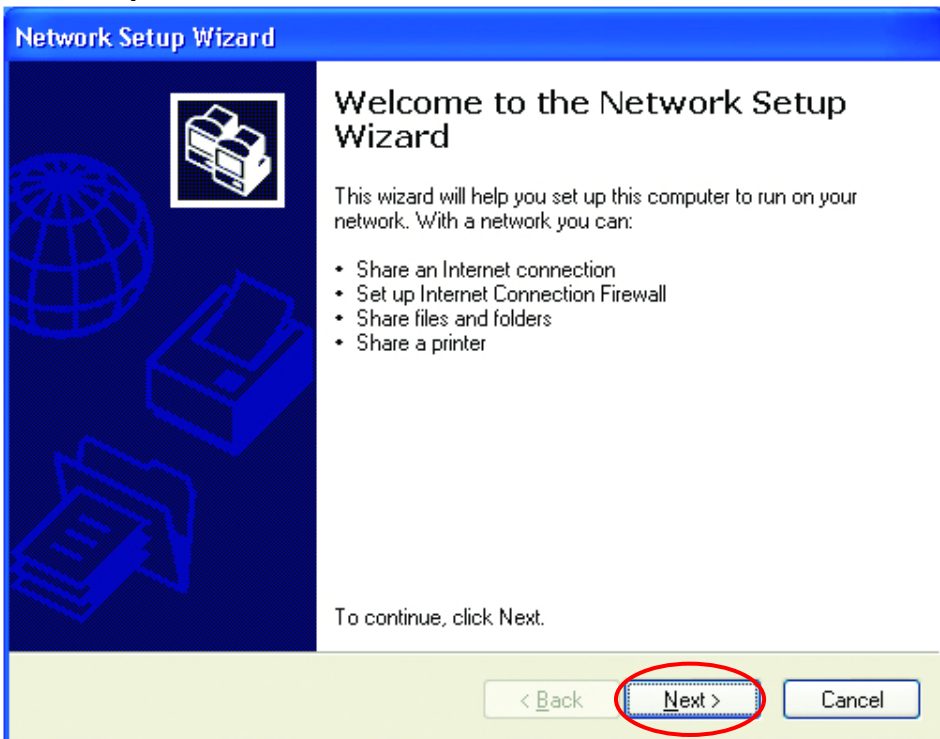 Network Setup Wizard
Welcome to the Network Setup
Wizard
This wizard will help you set up this computer to run on your
network. With a network you can:
• Share an Internet connection
• Set up Internet Connection Firewall
• Share files and folders
• Share a printer
To continue, click Next.
< Back Next > Cancel